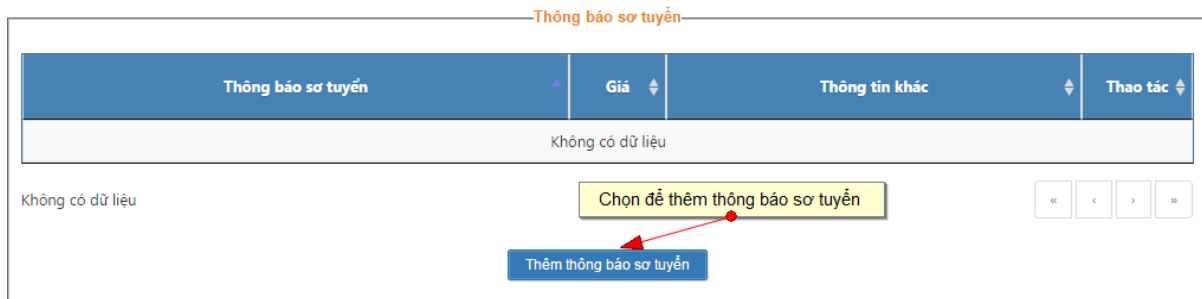 Thông báo sơ tuyển
Thông báo sơ tuyển Giá Thông tin khác Thao tác
Không có dữ liệu
Không có dữ liệu
Chọn để thêm thông báo sơ tuyển
« ‹ › »
Thêm thông báo sơ tuyển